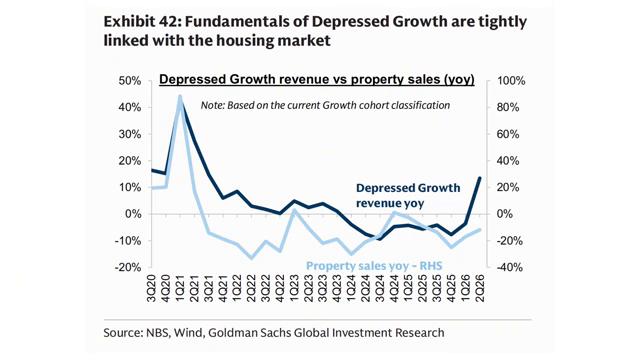 Exhibit 42: Fundamentals of Depressed Growth are tightly
linked with the housing market
Depressed Growth revenue vs property sales (yoy)
Note: Based on the current Growth cohort classification
50%
40%
30%
20%
10%
0%
-10%
-20%
100%
80%
60%
40%
20%
0%
-20%
-40%
Depressed Growth
revenue yoy
Property sales yoy - RHS
3Q20
4Q20
1Q21
2Q21
3Q21
4Q21
1Q22
2Q22
3Q22
4Q22
1Q23
2Q23
3Q23
4Q23
1Q24
2Q24
3Q24
4Q24
1Q25
2Q25
3Q25
4Q25
1Q26
2Q26
Source: NBS, Wind, Goldman Sachs Global Investment Research